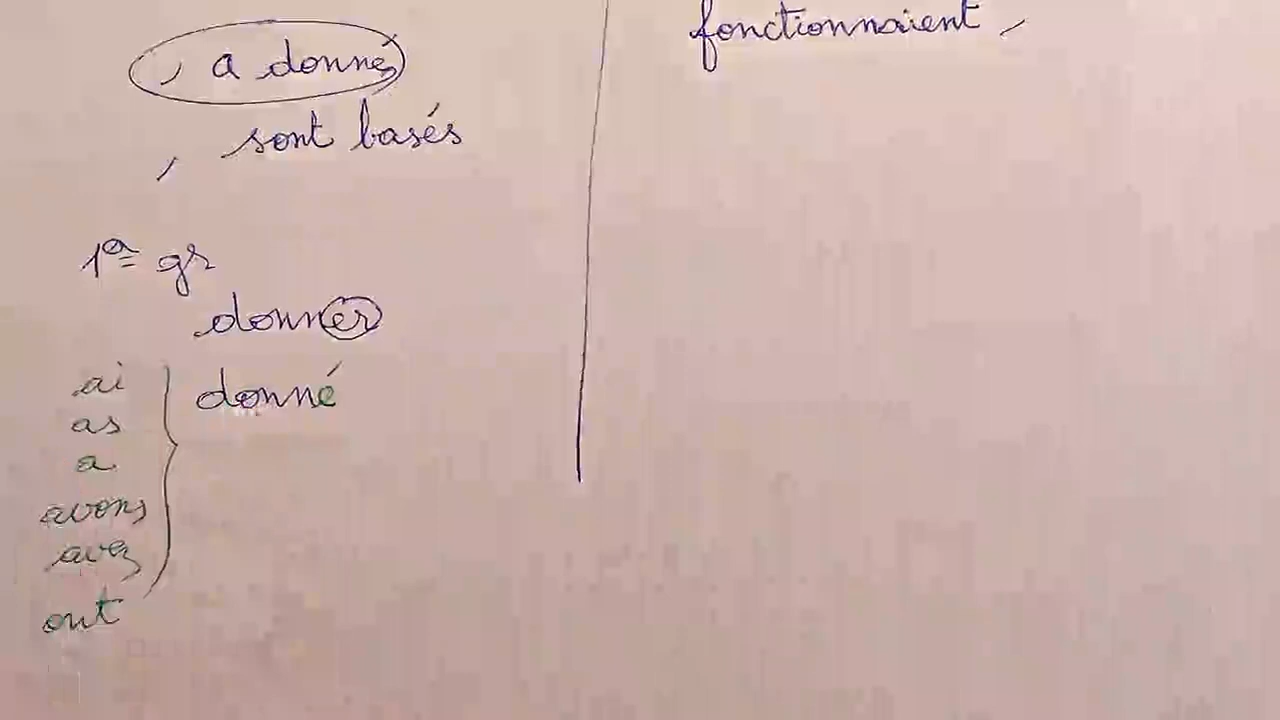 , a donné
, sont basés
1er gr
donner
ai
donné
as
a
avons
avez
ont
fonctionnaient,